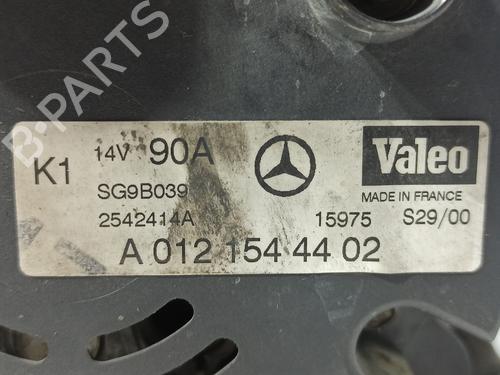 B-PARTS
K1 14V 90A Valeo
SG9B039 MADE IN FRANCE
2542414A 15975 S29/00
A 012 154 44 02